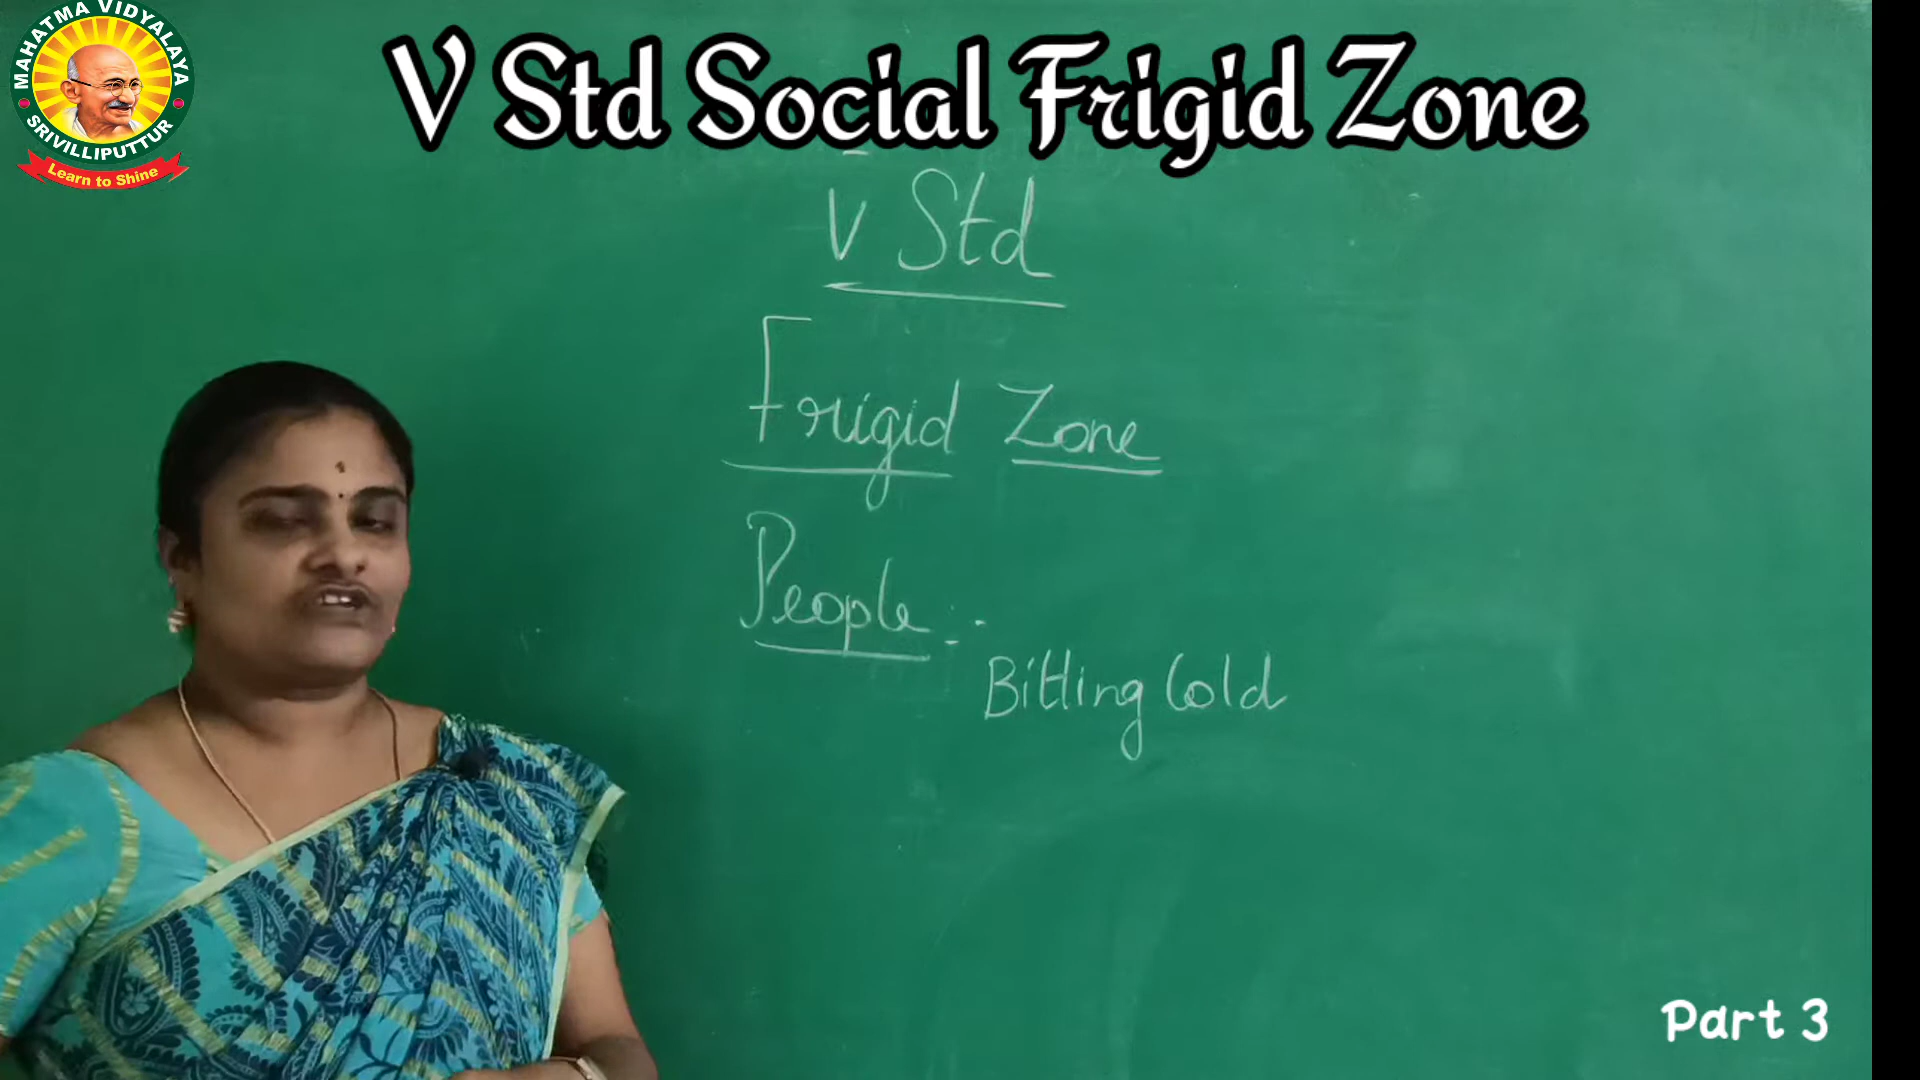 MAHATMA VIDYALAYA
SRIVILLIPUTTUR
Learn to Shine
V Std Social Frigid Zone
V Std
Frigid Zone
People :-
Bitting Cold
Part 3